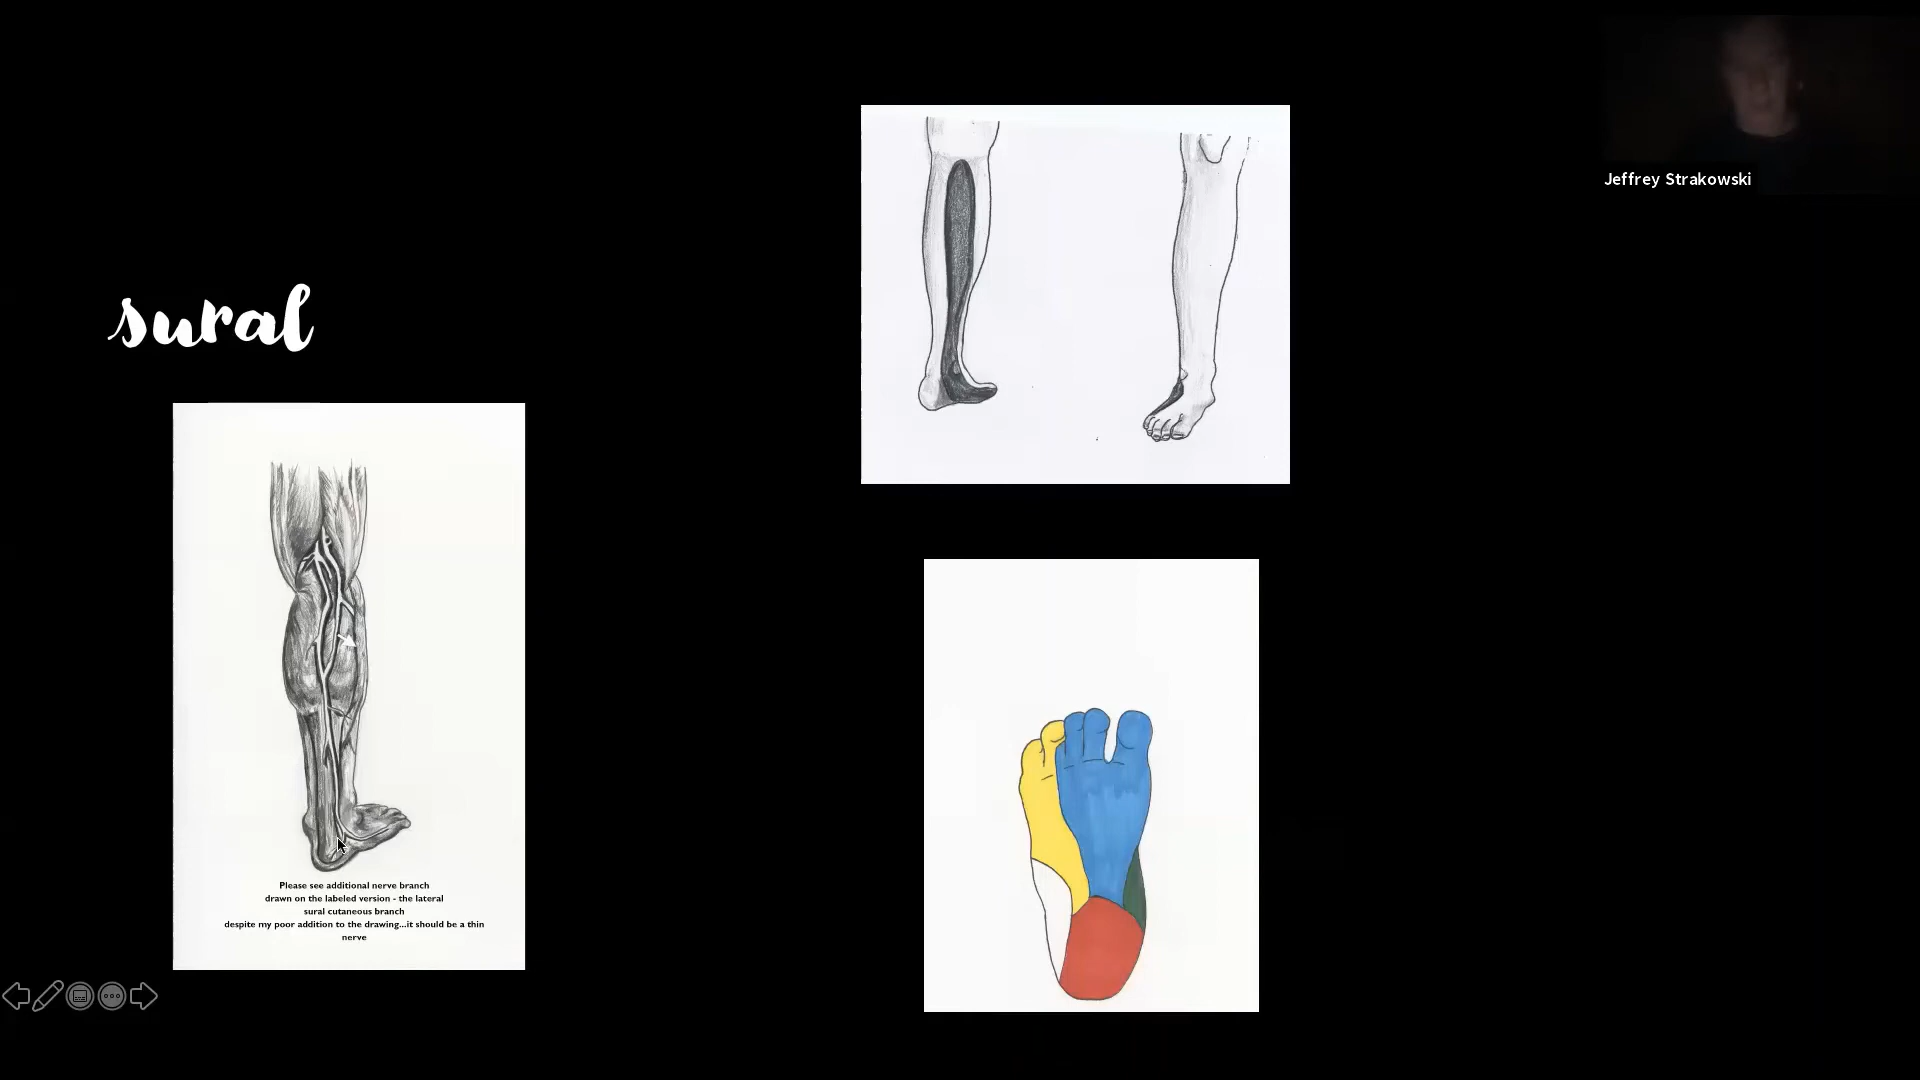 Jeffrey Strakowski
sural
Please see additional nerve branch
drawn on the labeled version - the lateral
sural cutaneous branch
despite my poor addition to the drawing...it should be a thin
nerve